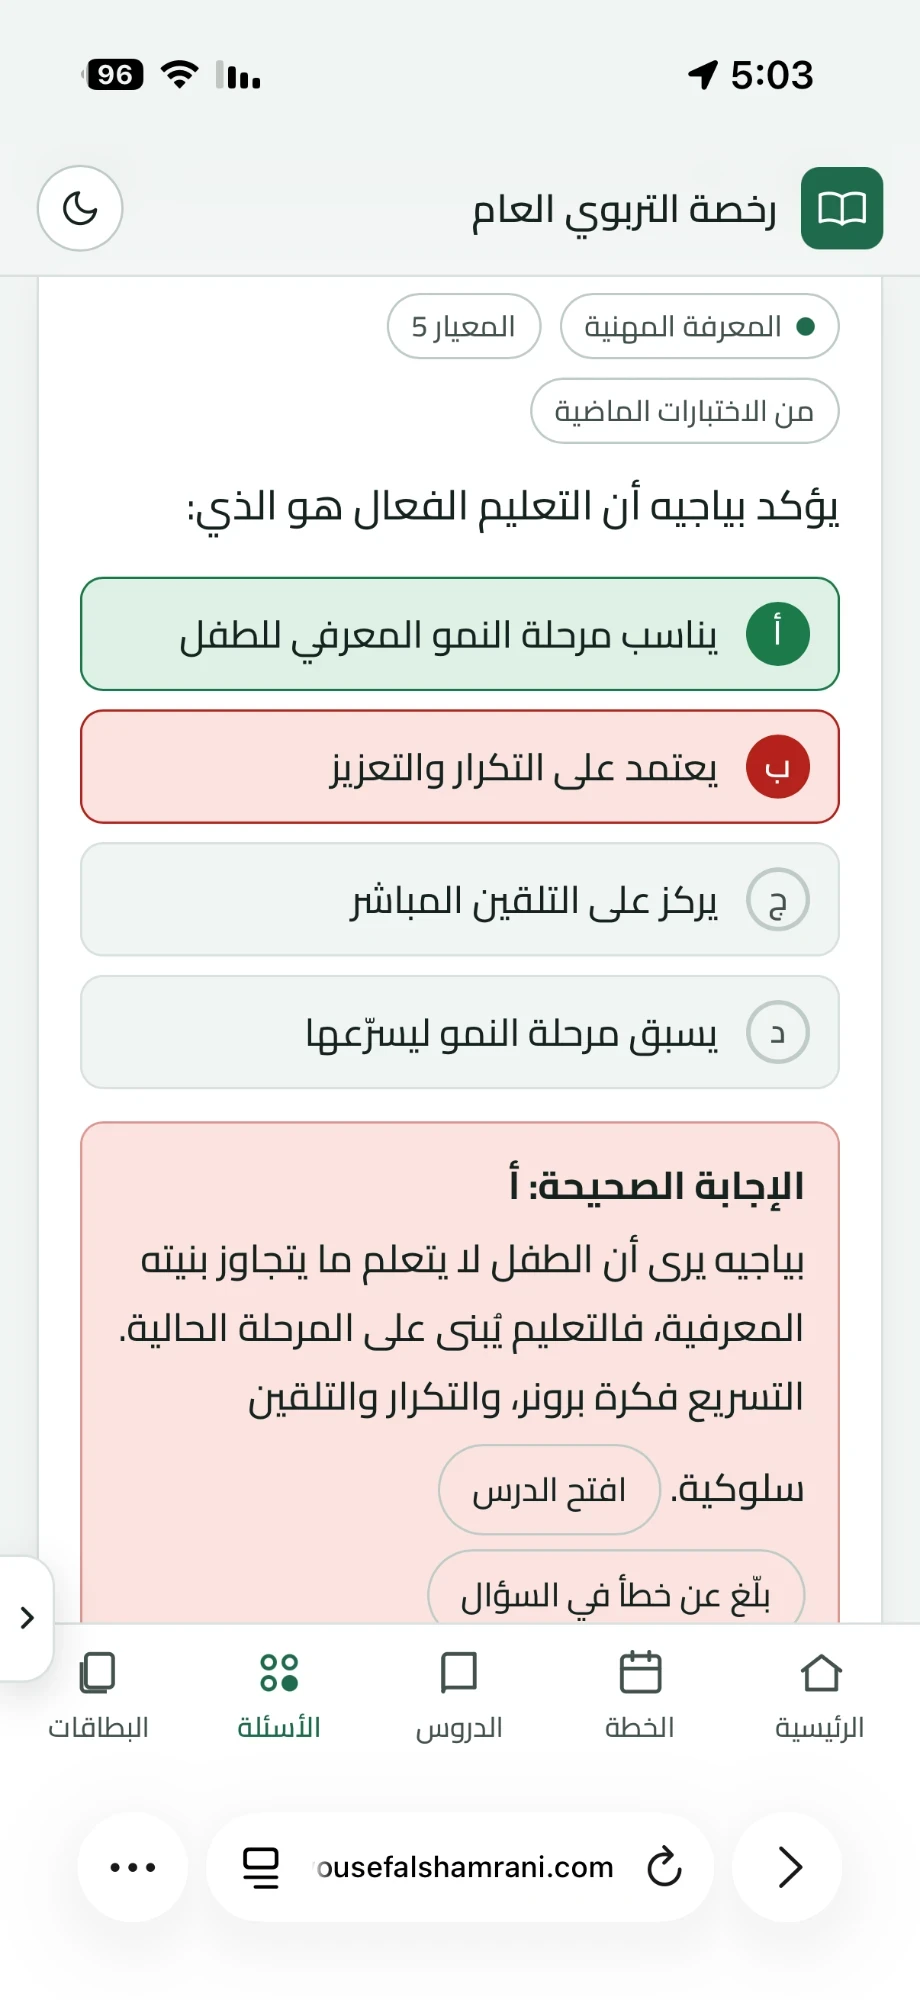 5:03
96
رخصة التربوي العام
المعرفة المهنية
المعيار 5
من الاختبارات الماضية
يؤكد بياجيه أن التعليم الفعال هو الذي:
أ يناسب مرحلة النمو المعرفي للطفل
ب يعتمد على التكرار والتعزيز
ج يركز على التلقين المباشر
د يسبق مرحلة النمو ليسرّعها
الإجابة الصحيحة: أ
بياجيه يرى أن الطفل لا يتعلم ما يتجاوز بنيته
المعرفية، فالتعليم يُبنى على المرحلة الحالية.
التسريع فكرة برونر، والتكرار والتلقين
سلوكية. افتح الدرس
بلّغ عن خطأ في السؤال
الرئيسية
الخطة
الدروس
الأسئلة
البطاقات
ousefalshamrani.com